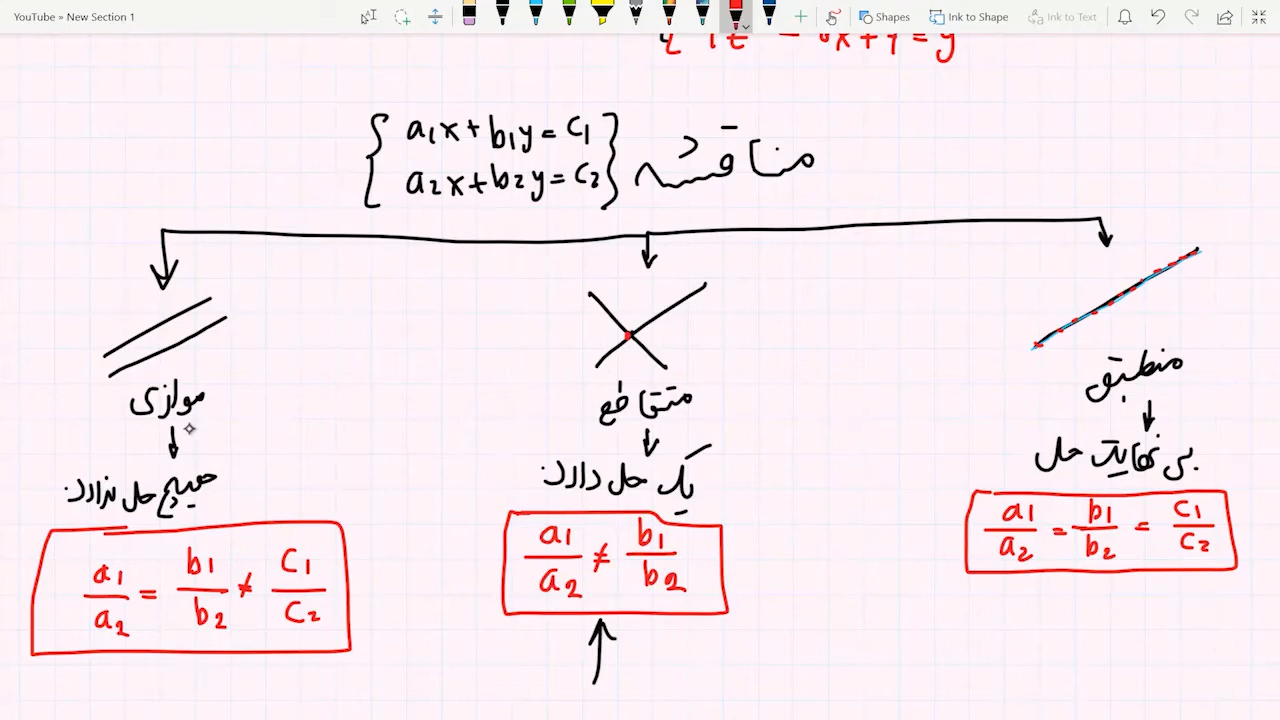 YouTube » New Section 1
Shapes
Ink to Shape
Ink to Text
{ a₁x + b₁y = c₁
a₂x + b₂y = c₂ } مناقشه
موازی
هیچ حل ندارد.
a₁/a₂ = b₁/b₂ ≠ c₁/c₂
متقاطع
یک حل دارد.
a₁/a₂ ≠ b₁/b₂
منطبق
بی نهایت حل
a₁/a₂ = b₁/b₂ = c₁/c₂